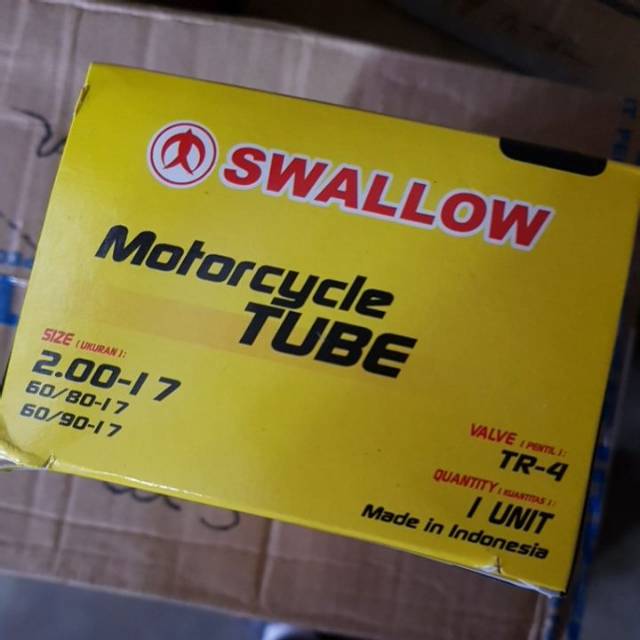 SWALLOW
Motorcycle
TUBE
SIZE (UKURAN):
2.00-17
60/80-17
60/90-17
VALVE (PENTIL):
TR-4
QUANTITY (KUANTITAS):
1 UNIT
Made in Indonesia